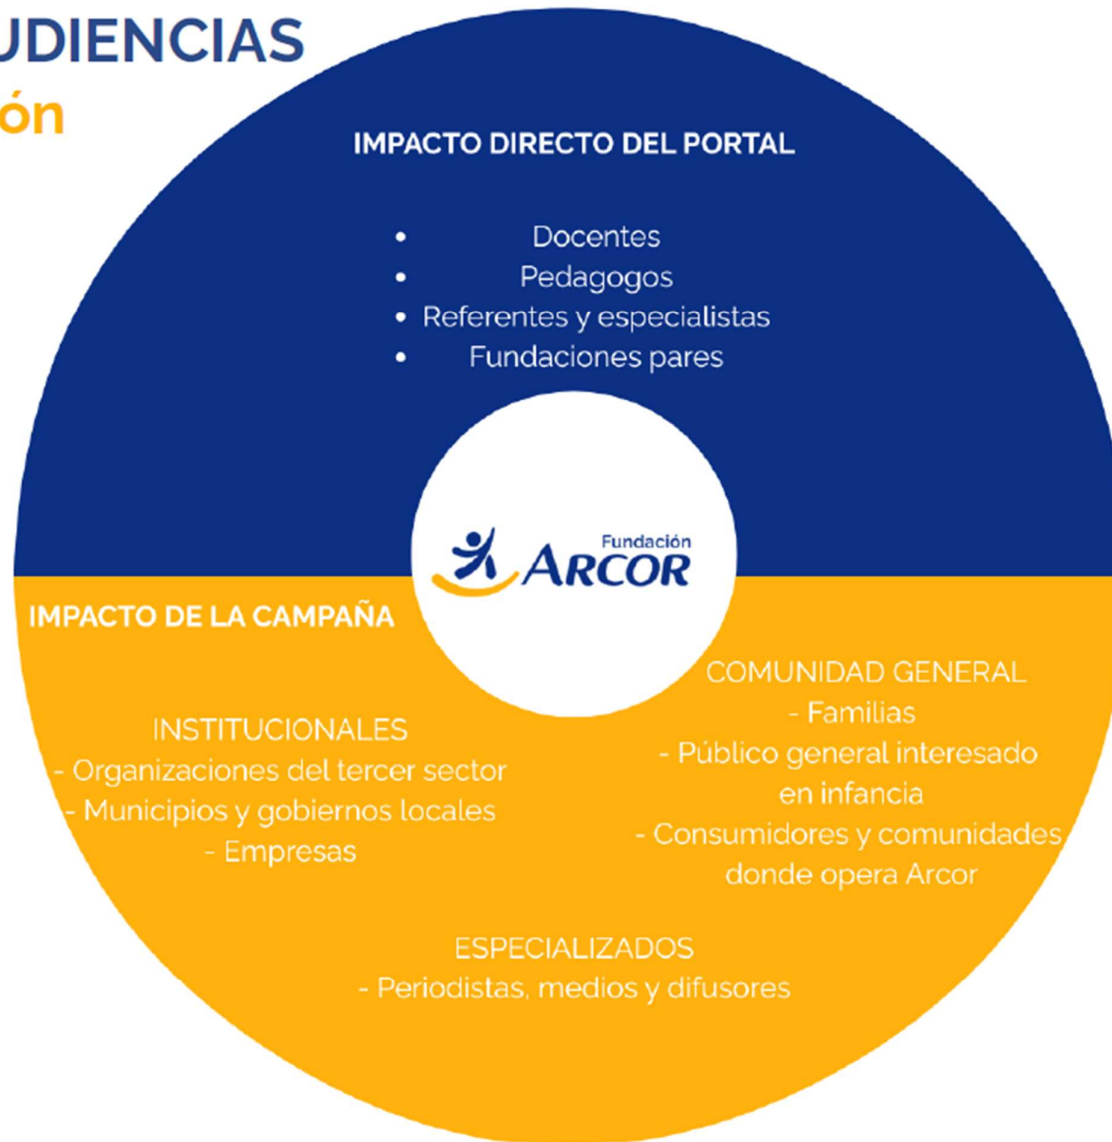 UDIENCIAS
ón
IMPACTO DIRECTO DEL PORTAL
• Docentes
• Pedagogos
• Referentes y especialistas
• Fundaciones pares
Fundación
ARCOR
IMPACTO DE LA CAMPAÑA
INSTITUCIONALES
- Organizaciones del tercer sector
- Municipios y gobiernos locales
- Empresas
COMUNIDAD GENERAL
- Familias
- Público general interesado
en infancia
- Consumidores y comunidades
donde opera Arcor
ESPECIALIZADOS
- Periodistas, medios y difusores